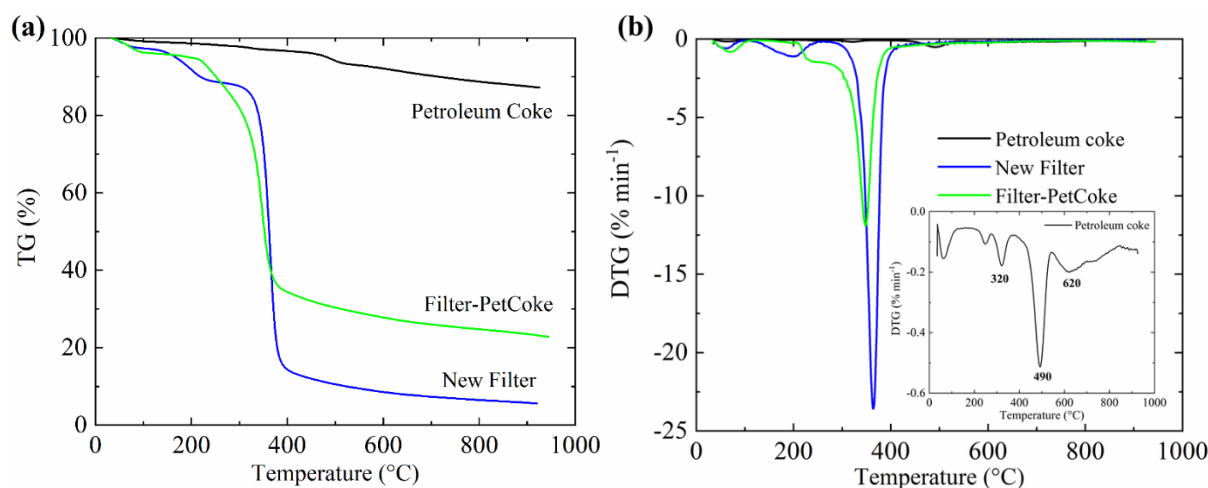 (a)
100
80
60
40
20
0
TG (%)
Petroleum Coke
Filter-PetCoke
New Filter
0 200 400 600 800 1000
Temperature (°C)
(b)
0
-5
-10
-15
-20
-25
DTG (% min⁻¹)
Petroleum coke
New Filter
Filter-PetCoke
0.0
-0.2
-0.4
-0.6
DTG (% min⁻¹)
Petroleum coke
320
620
490
0 200 400 600 800 1000
Temperature (°C)
0 200 400 600 800 1000
Temperature (°C)